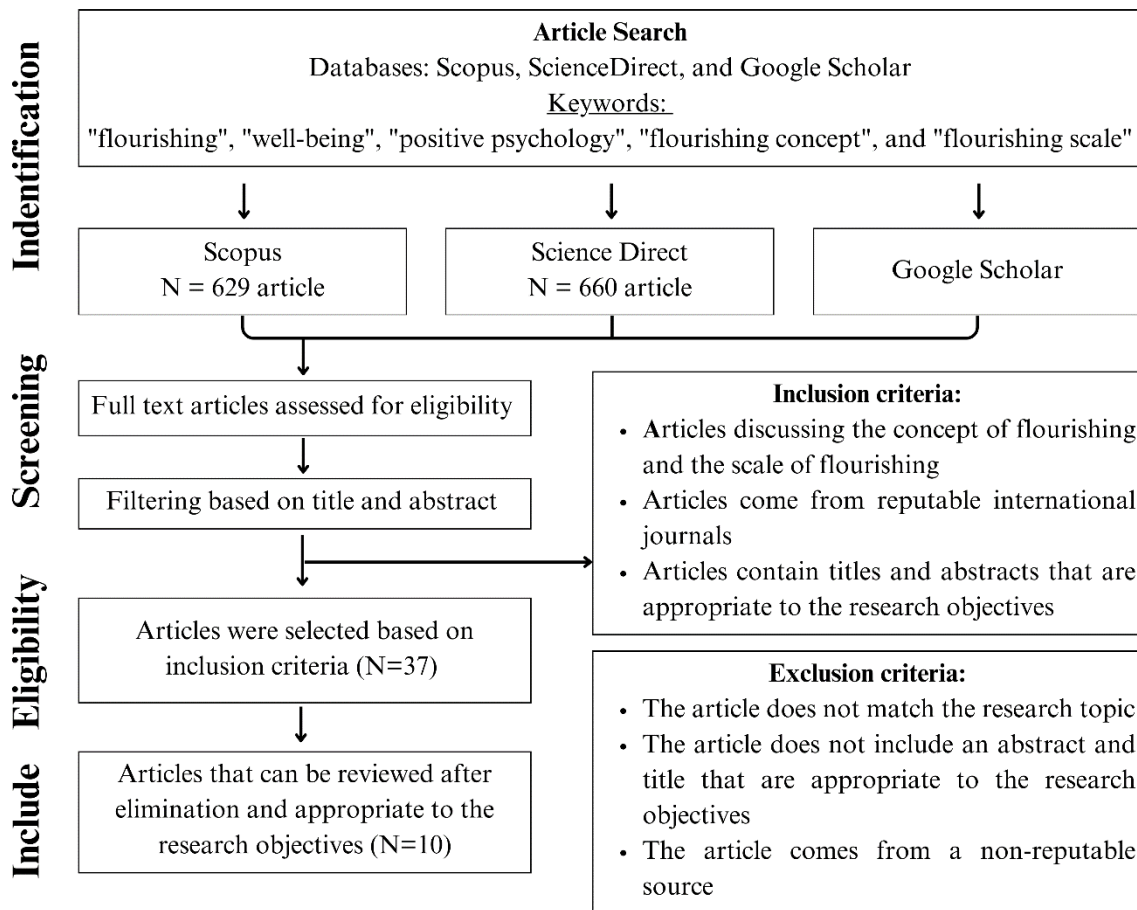 Indentification
Article Search
Databases: Scopus, ScienceDirect, and Google Scholar
Keywords:
"flourishing", "well-being", "positive psychology", "flourishing concept", and "flourishing scale"
Scopus
N = 629 article
Science Direct
N = 660 article
Google Scholar
Screening
Full text articles assessed for eligibility
Filtering based on title and abstract
Inclusion criteria:
• Articles discussing the concept of flourishing
and the scale of flourishing
• Articles come from reputable international
journals
• Articles contain titles and abstracts that are
appropriate to the research objectives
Eligibility
Articles were selected based on
inclusion criteria (N=37)
Include
Articles that can be reviewed after
elimination and appropriate to the
research objectives (N=10)
Exclusion criteria:
• The article does not match the research topic
• The article does not include an abstract and
title that are appropriate to the research
objectives
• The article comes from a non-reputable
source